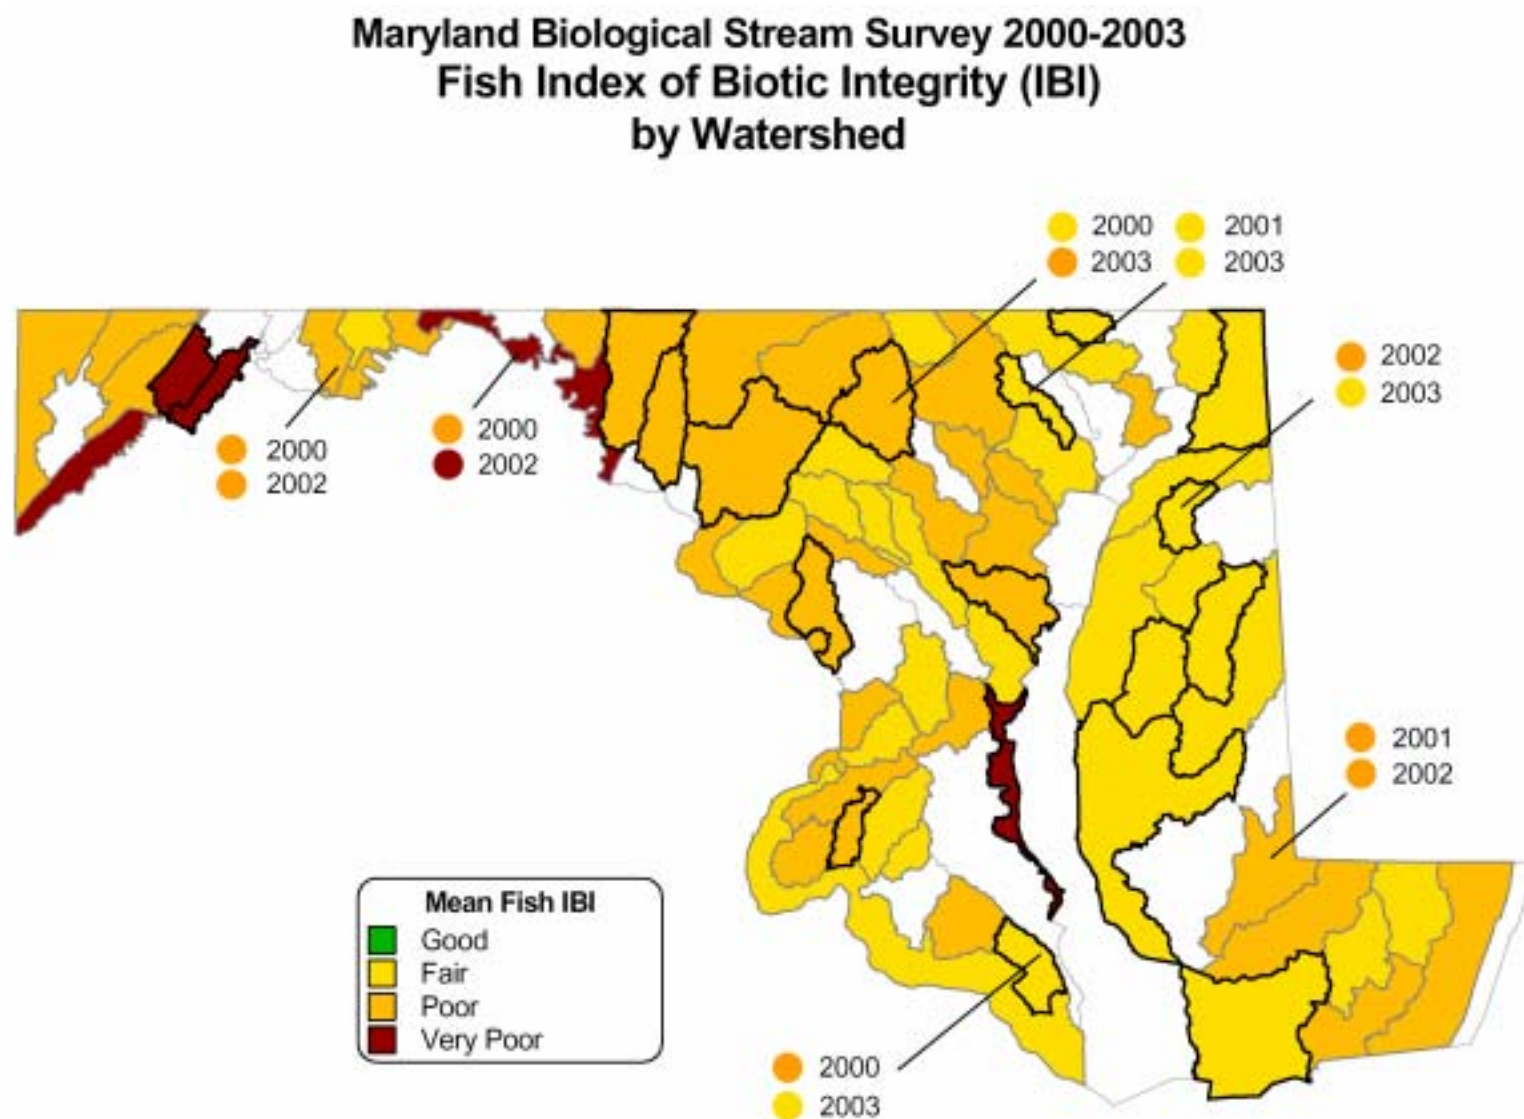 Maryland Biological Stream Survey 2000-2003
Fish Index of Biotic Integrity (IBI)
by Watershed
2000 2001
2003 2003
2002
2003
2000
2002
2000
2002
2001
2002
Mean Fish IBI
Good
Fair
Poor
Very Poor
2000
2003